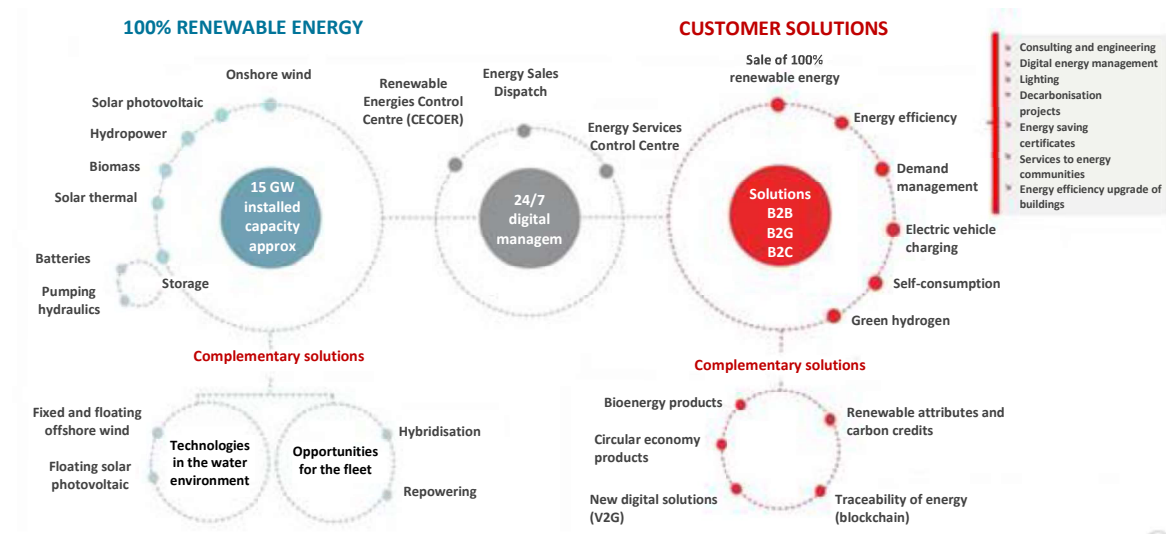 100% RENEWABLE ENERGY
Onshore wind
Solar photovoltaic
Hydropower
Biomass
Solar thermal
Batteries
Pumping
hydraulics
Storage
15 GW
installed
capacity
approx
Complementary solutions
Fixed and floating
offshore wind
Floating solar
photovoltaic
Technologies
in the water
environment
Opportunities
for the fleet
Hybridisation
Repowering
Renewable
Energies Control
Centre (CECOER)
Energy Sales
Dispatch
Energy Services
Control Centre
24/7
digital
managem
CUSTOMER SOLUTIONS
Sale of 100%
renewable energy
Energy efficiency
Demand
management
Electric vehicle
charging
Self-consumption
Green hydrogen
Solutions
B2B
B2G
B2C
Consulting and engineering
Digital energy management
Lighting
Decarbonisation
projects
Energy saving
certificates
Services to energy
communities
Energy efficiency upgrade of
buildings
Complementary solutions
Bioenergy products
Circular economy
products
New digital solutions
(V2G)
Renewable attributes and
carbon credits
Traceability of energy
(blockchain)